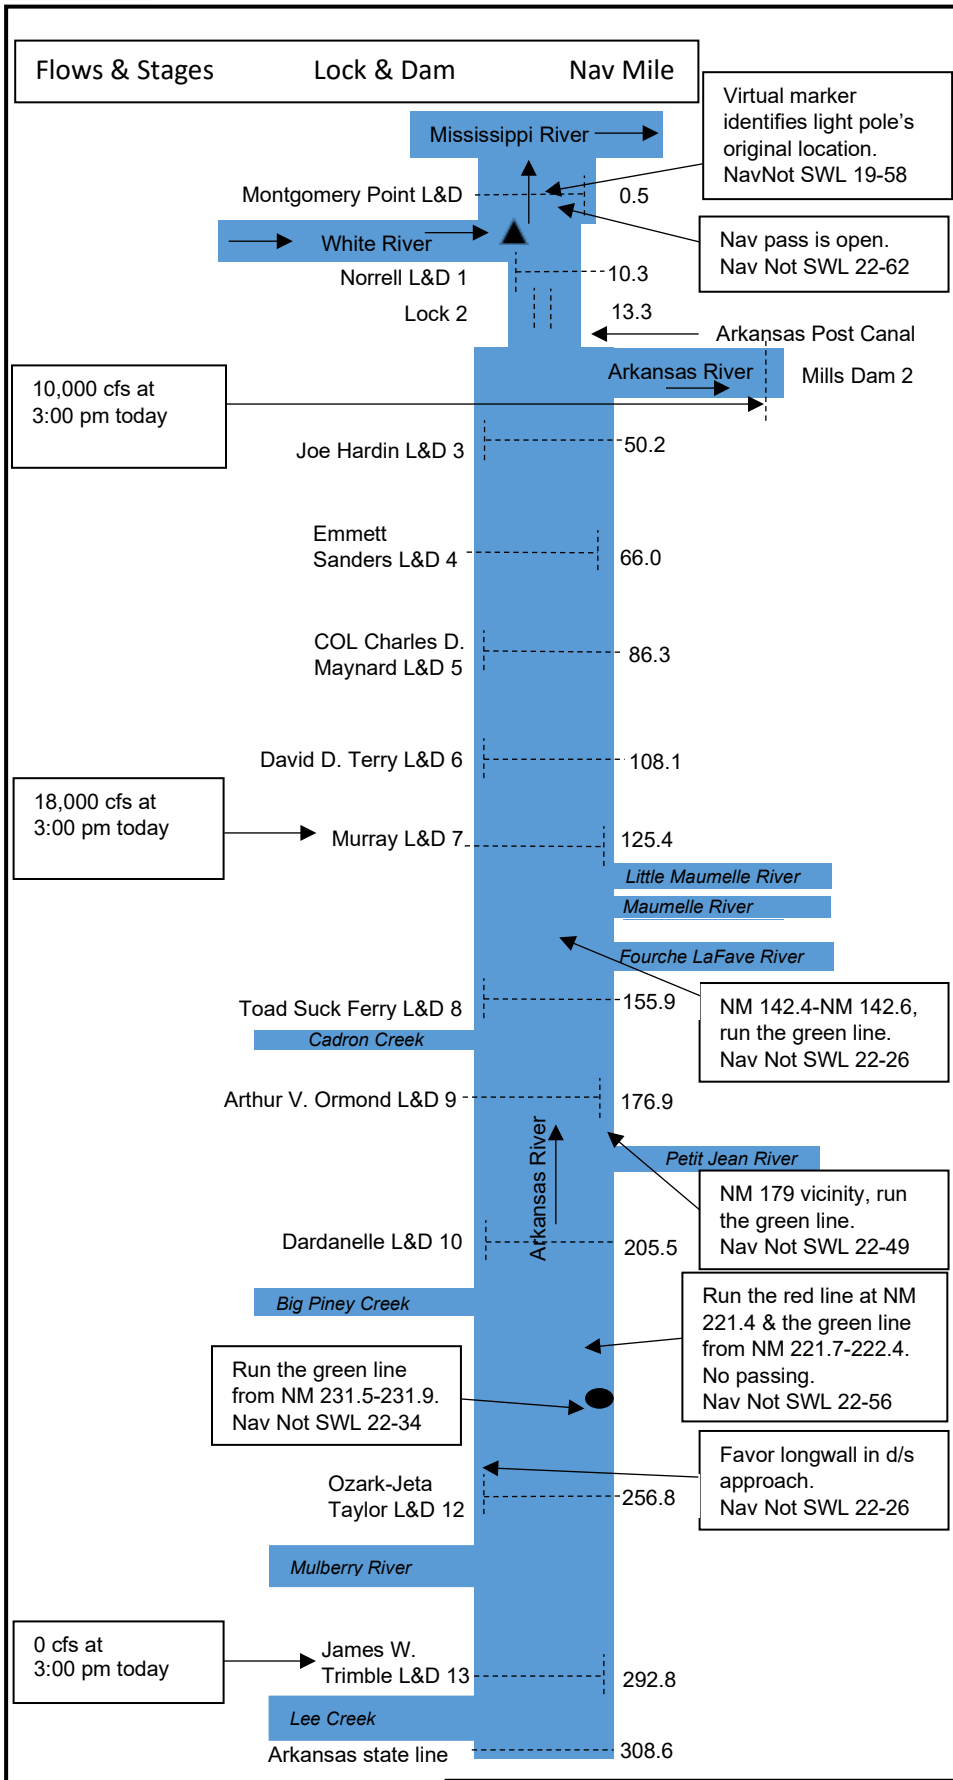 Flows & Stages Lock & Dam Nav Mile
Virtual marker
identifies light pole's
original location.
NavNot SWL 19-58
Mississippi River
Montgomery Point L&D 0.5
Nav pass is open.
Nav Not SWL 22-62
White River
Norrell L&D 1 10.3
Lock 2 13.3
Arkansas Post Canal
Arkansas River
Mills Dam 2
10,000 cfs at
3:00 pm today
Joe Hardin L&D 3 50.2
Emmett
Sanders L&D 4 66.0
COL Charles D.
Maynard L&D 5 86.3
David D. Terry L&D 6 108.1
18,000 cfs at
3:00 pm today
Murray L&D 7 125.4
Little Maumelle River
Maumelle River
Fourche LaFave River
Toad Suck Ferry L&D 8 155.9
NM 142.4-NM 142.6,
run the green line.
Nav Not SWL 22-26
Cadron Creek
Arthur V. Ormond L&D 9 176.9
Arkansas River
Petit Jean River
NM 179 vicinity, run
the green line.
Nav Not SWL 22-49
Dardanelle L&D 10 205.5
Big Piney Creek
Run the red line at NM
221.4 & the green line
from NM 221.7-222.4.
No passing.
Nav Not SWL 22-56
Run the green line
from NM 231.5-231.9.
Nav Not SWL 22-34
Favor longwall in d/s
approach.
Nav Not SWL 22-26
Ozark-Jeta
Taylor L&D 12 256.8
Mulberry River
0 cfs at
3:00 pm today
James W.
Trimble L&D 13 292.8
Lee Creek
Arkansas state line 308.6